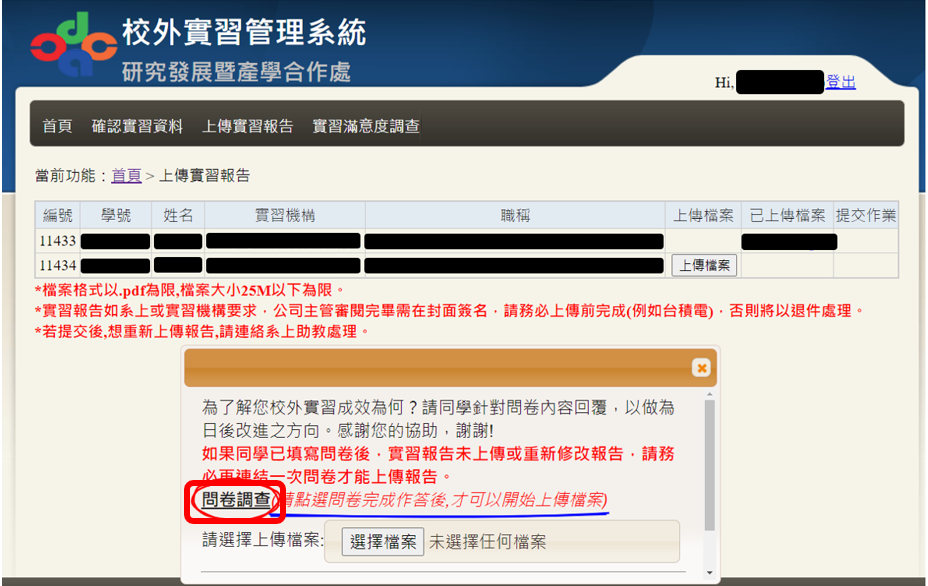 校外實習管理系統
研究發展暨產學合作處
Hi, 登出
首頁 確認實習資料 上傳實習報告 實習滿意度調查
當前功能：首頁 > 上傳實習報告
編號 學號 姓名 實習機構 職稱 上傳檔案 已上傳檔案 提交作業
11433
11434 上傳檔案
*檔案格式以.pdf為限,檔案大小25M以下為限。
*實習報告如系上或實習機構要求，公司主管審閱完畢需在封面簽名，請務必上傳前完成(例如台積電)，否則將以退件處理。
*若提交後,想重新上傳報告,請連絡系上助教處理。
為了解您校外實習成效為何？請同學針對問卷內容回覆，以做為
日後改進之方向。感謝您的協助，謝謝!
如果同學已填寫問卷後，實習報告未上傳或重新修改報告，請務
必再連結一次問卷才能上傳報告。
問卷調查(請點選問卷完成作答後,才可以開始上傳檔案)
請選擇上傳檔案: 選擇檔案 未選擇任何檔案